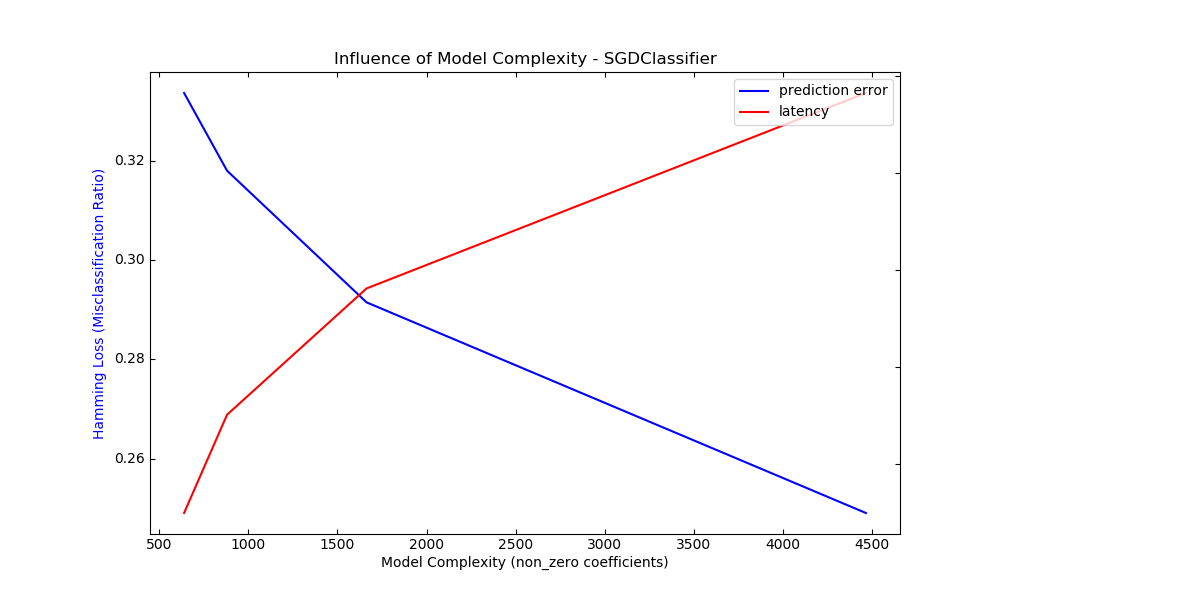 Influence of Model Complexity - SGDClassifier
prediction error
latency
0.32
0.30
0.28
0.26
Hamming Loss (Misclassification Ratio)
500 1000 1500 2000 2500 3000 3500 4000 4500
Model Complexity (non_zero coefficients)